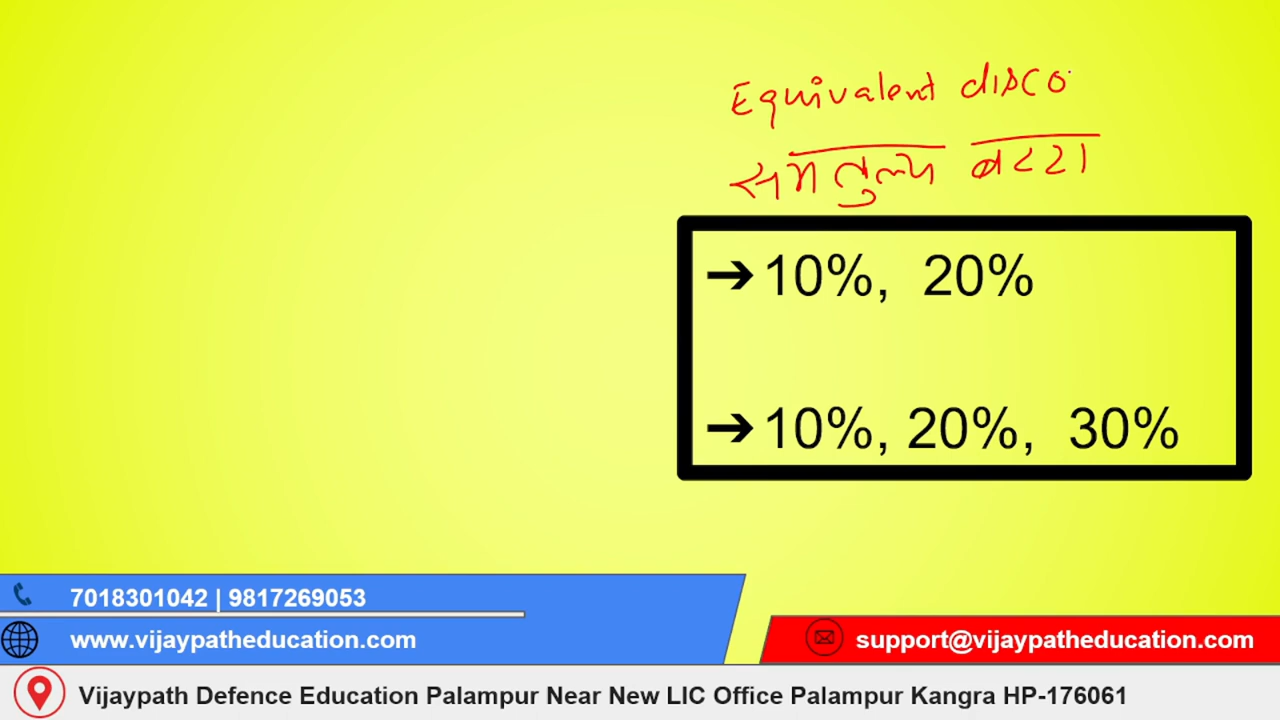 Equivalent disco
समतुल्य बट्टा
➔10%, 20%
➔10%, 20%, 30%
7018301042 | 9817269053
www.vijaypatheducation.com
support@vijaypatheducation.com
Vijaypath Defence Education Palampur Near New LIC Office Palampur Kangra HP-176061